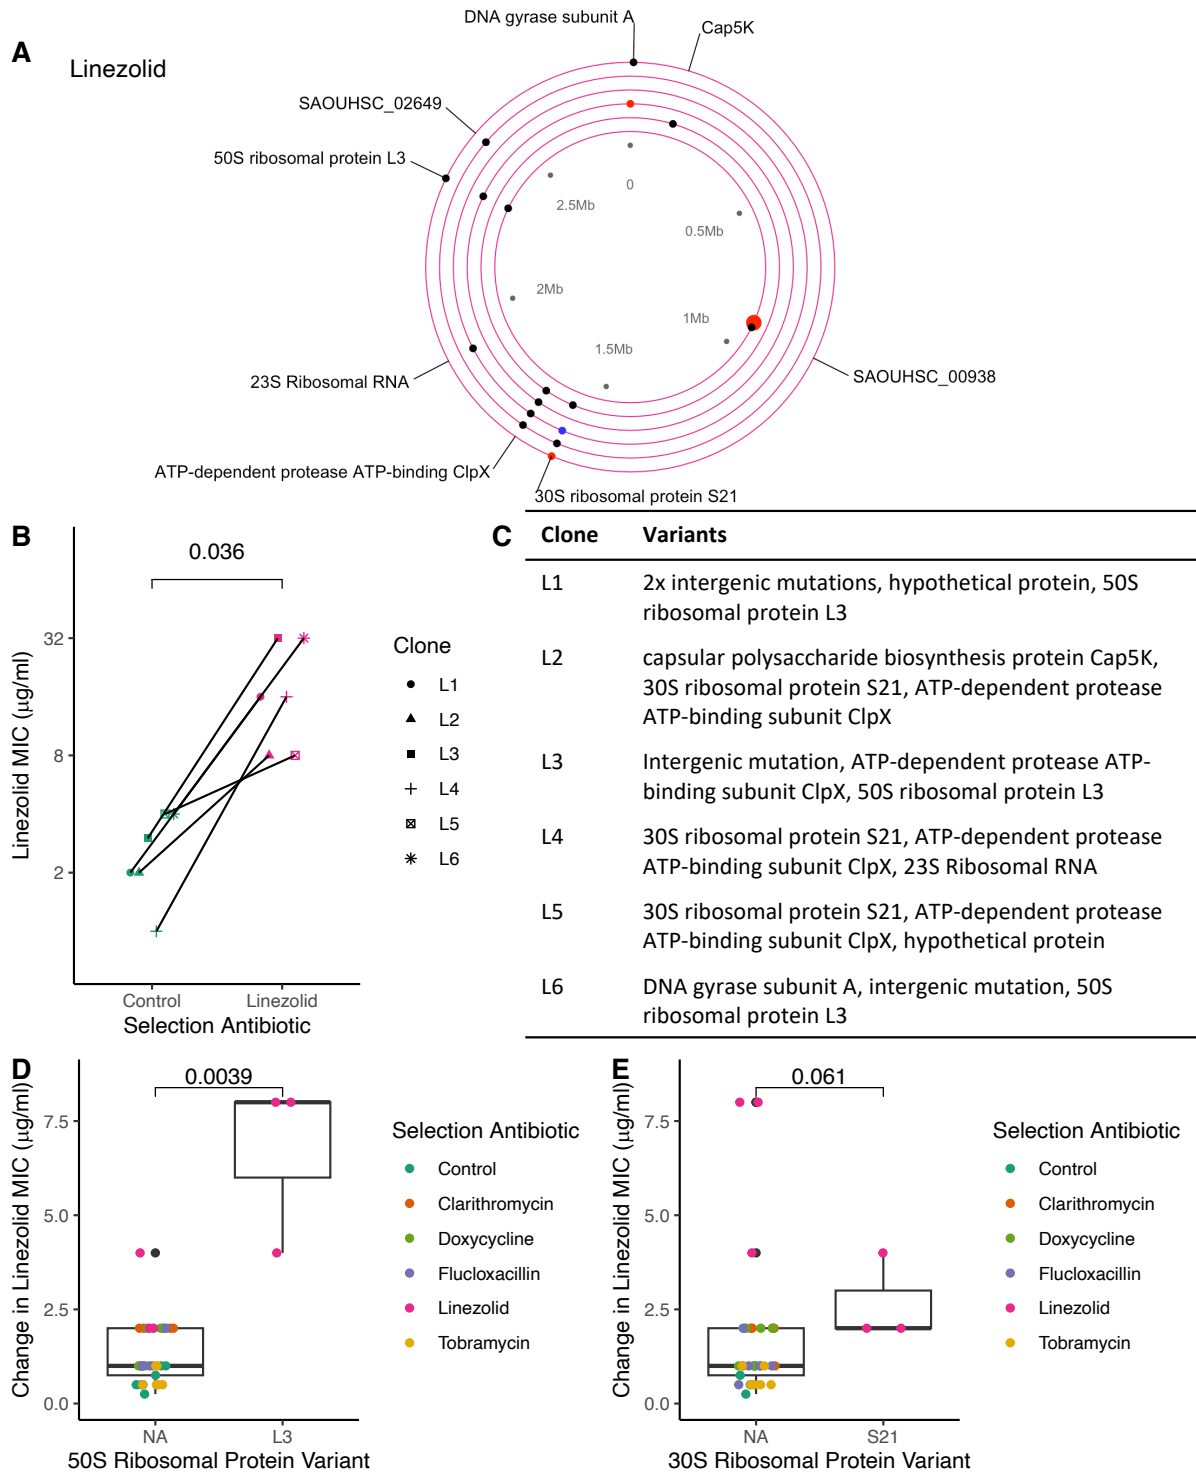 A
Linezolid
DNA gyrase subunit A
Cap5K
SAOUHSC_02649
50S ribosomal protein L3
0
2.5Mb
0.5Mb
2Mb
1Mb
1.5Mb
SAOUHSC_00938
23S Ribosomal RNA
ATP-dependent protease ATP-binding ClpX
30S ribosomal protein S21
B
0.036
Linezolid MIC (µg/ml)
32
8
2
Control
Linezolid
Selection Antibiotic
Clone
L1
L2
L3
L4
L5
L6
C
Clone Variants
L1 2x intergenic mutations, hypothetical protein, 50S
ribosomal protein L3
L2 capsular polysaccharide biosynthesis protein Cap5K,
30S ribosomal protein S21, ATP-dependent protease
ATP-binding subunit ClpX
L3 Intergenic mutation, ATP-dependent protease ATP-
binding subunit ClpX, 50S ribosomal protein L3
L4 30S ribosomal protein S21, ATP-dependent protease
ATP-binding subunit ClpX, 23S Ribosomal RNA
L5 30S ribosomal protein S21, ATP-dependent protease
ATP-binding subunit ClpX, hypothetical protein
L6 DNA gyrase subunit A, intergenic mutation, 50S
ribosomal protein L3
D
0.0039
Change in Linezolid MIC (µg/ml)
7.5
5.0
2.5
0.0
NA
L3
50S Ribosomal Protein Variant
Selection Antibiotic
Control
Clarithromycin
Doxycycline
Flucloxacillin
Linezolid
Tobramycin
E
0.061
Change in Linezolid MIC (µg/ml)
7.5
5.0
2.5
0.0
NA
S21
30S Ribosomal Protein Variant
Selection Antibiotic
Control
Clarithromycin
Doxycycline
Flucloxacillin
Linezolid
Tobramycin